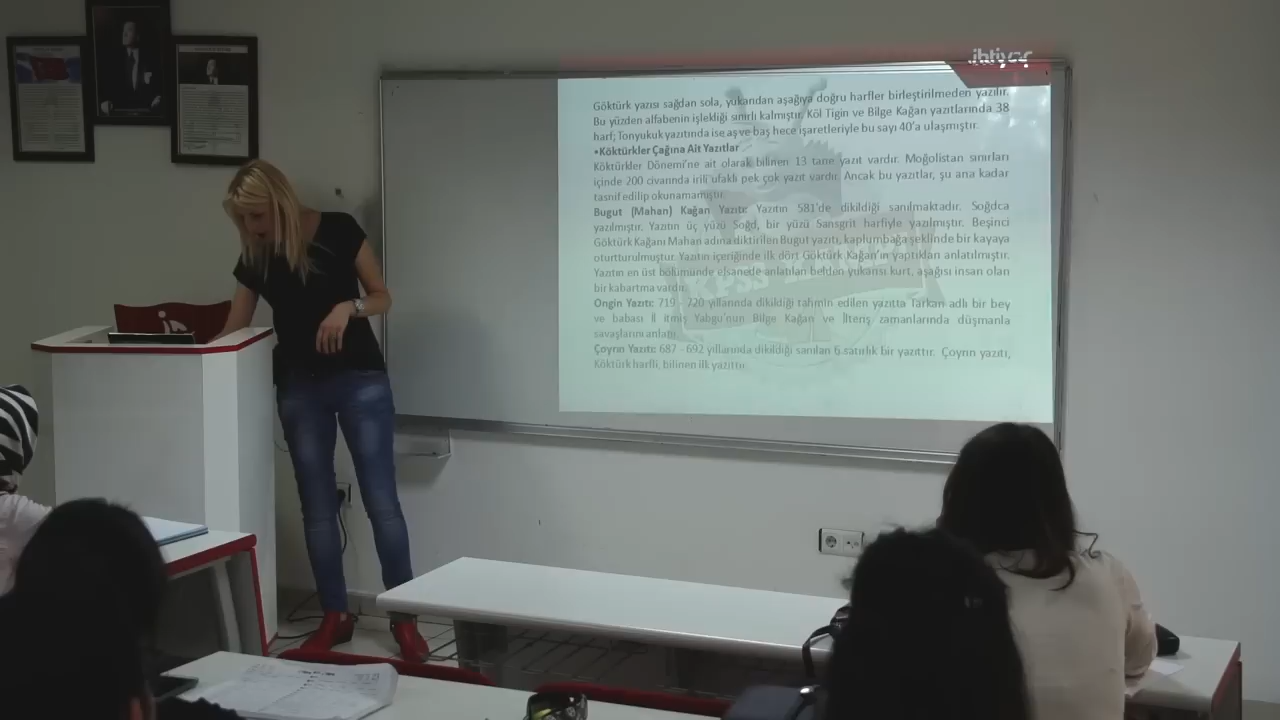 ihtiyaç
Göktürk yazısı sağdan sola, yukarıdan aşağıya doğru harfler birleştirilmeden yazılır.
Bu yüzden alfabenin işlekliği sınırlı kalmıştır. Köl Tigin ve Bilge Kağan yazıtlarında 38
harf; Tonyukuk yazıtında ise aş ve baş hece işaretleriyle bu sayı 40'a ulaşmıştır.
•Köktürkler Çağına Ait Yazıtlar
Köktürkler Dönemi'ne ait olarak bilinen 13 tane yazıt vardır. Moğolistan sınırları
içinde 200 civarında irili ufaklı pek çok yazıt vardır. Ancak bu yazıtlar, şu ana kadar
tasnif edilip okunamamıştır.
Bugut (Mahan) Kağan Yazıtı: Yazıtın 581'de dikildiği sanılmaktadır. Soğdca
yazılmıştır. Yazıtın üç yüzü Soğd, bir yüzü Sansgrit harfiyle yazılmıştır. Beşinci
Göktürk Kağanı Mahan adına diktirilen Bugut yazıtı, kaplumbağa şeklinde bir kayaya
oturtturulmuştur. Yazıtın içeriğinde ilk dört Göktürk Kağan'ın yaptıkları anlatılmıştır.
Yazıtın en üst bölümünde efsanede anlatılan belden yukarısı kurt, aşağısı insan olan
bir kabartma vardır.
Ongin Yazıtı: 719 - 720 yıllarında dikildiği tahmin edilen yazıtta Tarkan adlı bir bey
ve babası İl itmiş Yabgu'nun Bilge Kağan ve İlteriş zamanlarında düşmanla
savaşlarını anlatır.
Çoyrın Yazıtı: 687 - 692 yıllarında dikildiği sanılan 6 satırlık bir yazıttır. Çoyrın yazıtı,
Köktürk harfli, bilinen ilk yazıttır.
KPSS